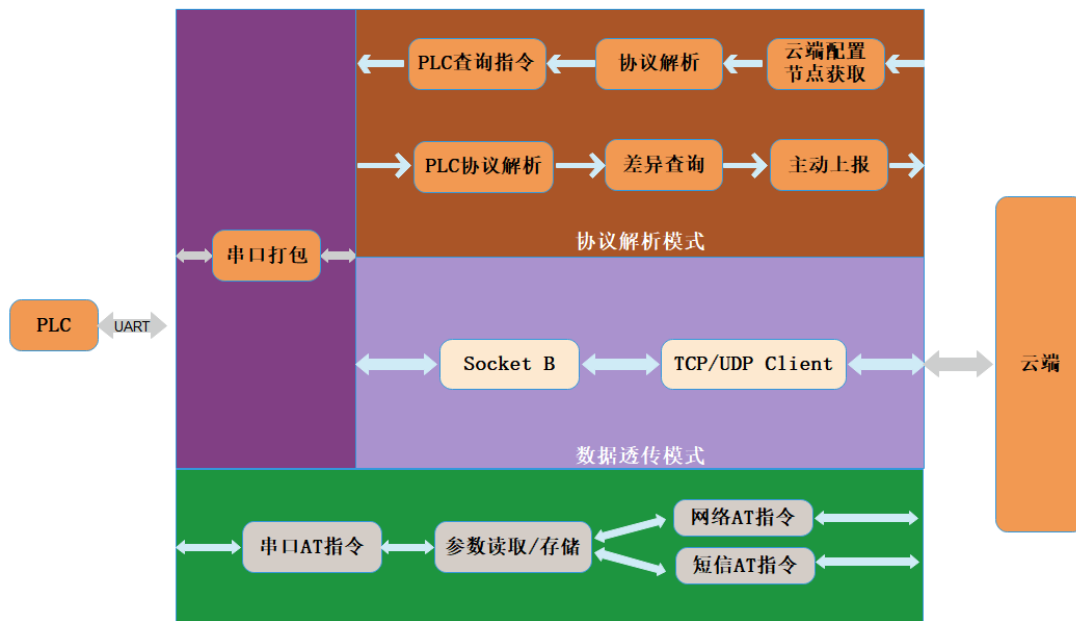 PLC查询指令
协议解析
云端配置
节点获取
PLC协议解析
差异查询
主动上报
协议解析模式
串口打包
PLC
UART
Socket B
TCP/UDP Client
云端
数据透传模式
串口AT指令
参数读取/存储
网络AT指令
短信AT指令